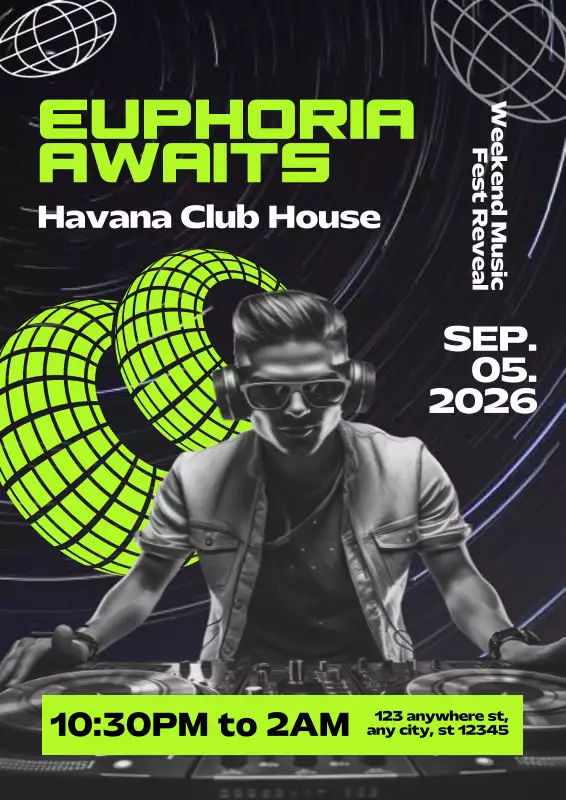 EUPHORIA
AWAITS
Havana Club House
Weekend Music
Fest Reveal
SEP.
05.
2026
10:30PM to 2AM
123 anywhere st,
any city, st 12345